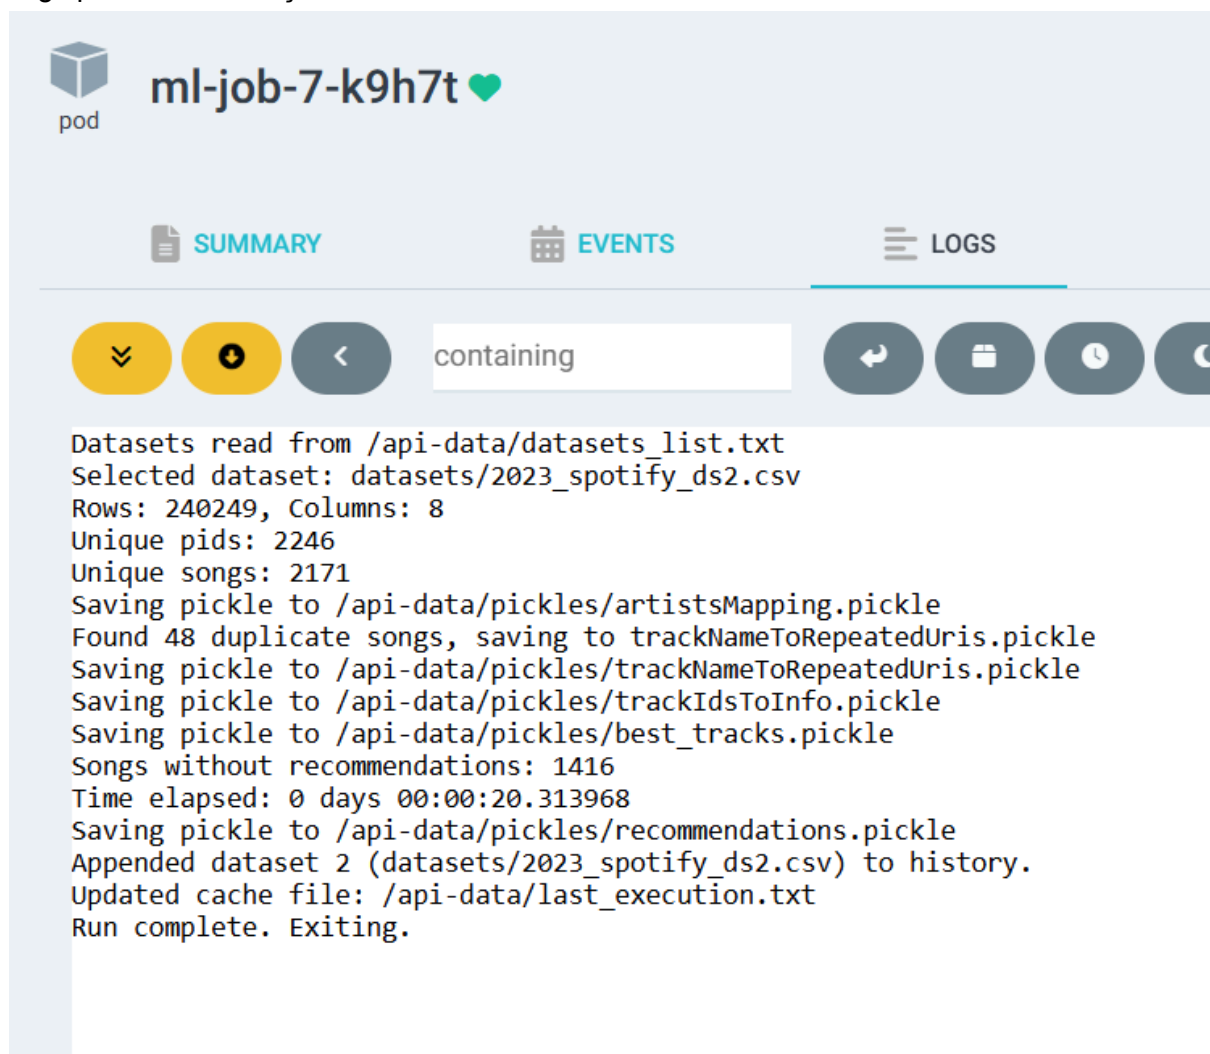 ml-job-7-k9h7t
pod
SUMMARY
EVENTS
LOGS
containing
Datasets read from /api-data/datasets_list.txt
Selected dataset: datasets/2023_spotify_ds2.csv
Rows: 240249, Columns: 8
Unique pids: 2246
Unique songs: 2171
Saving pickle to /api-data/pickles/artistsMapping.pickle
Found 48 duplicate songs, saving to trackNameToRepeatedUris.pickle
Saving pickle to /api-data/pickles/trackNameToRepeatedUris.pickle
Saving pickle to /api-data/pickles/trackIdsToInfo.pickle
Saving pickle to /api-data/pickles/best_tracks.pickle
Songs without recommendations: 1416
Time elapsed: 0 days 00:00:20.313968
Saving pickle to /api-data/pickles/recommendations.pickle
Appended dataset 2 (datasets/2023_spotify_ds2.csv) to history.
Updated cache file: /api-data/last_execution.txt
Run complete. Exiting.